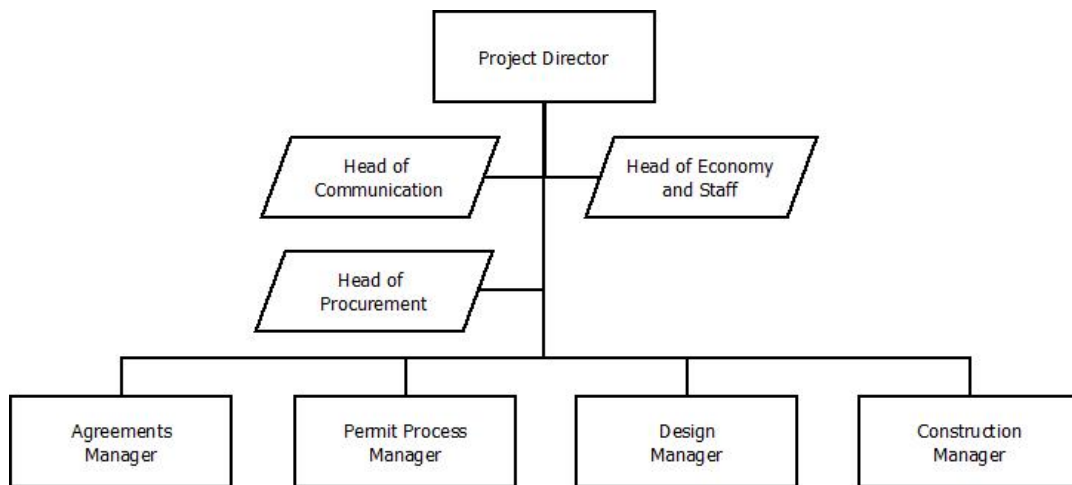 Project Director
Head of
Communication
Head of Economy
and Staff
Head of
Procurement
Agreements
Manager
Permit Process
Manager
Design
Manager
Construction
Manager